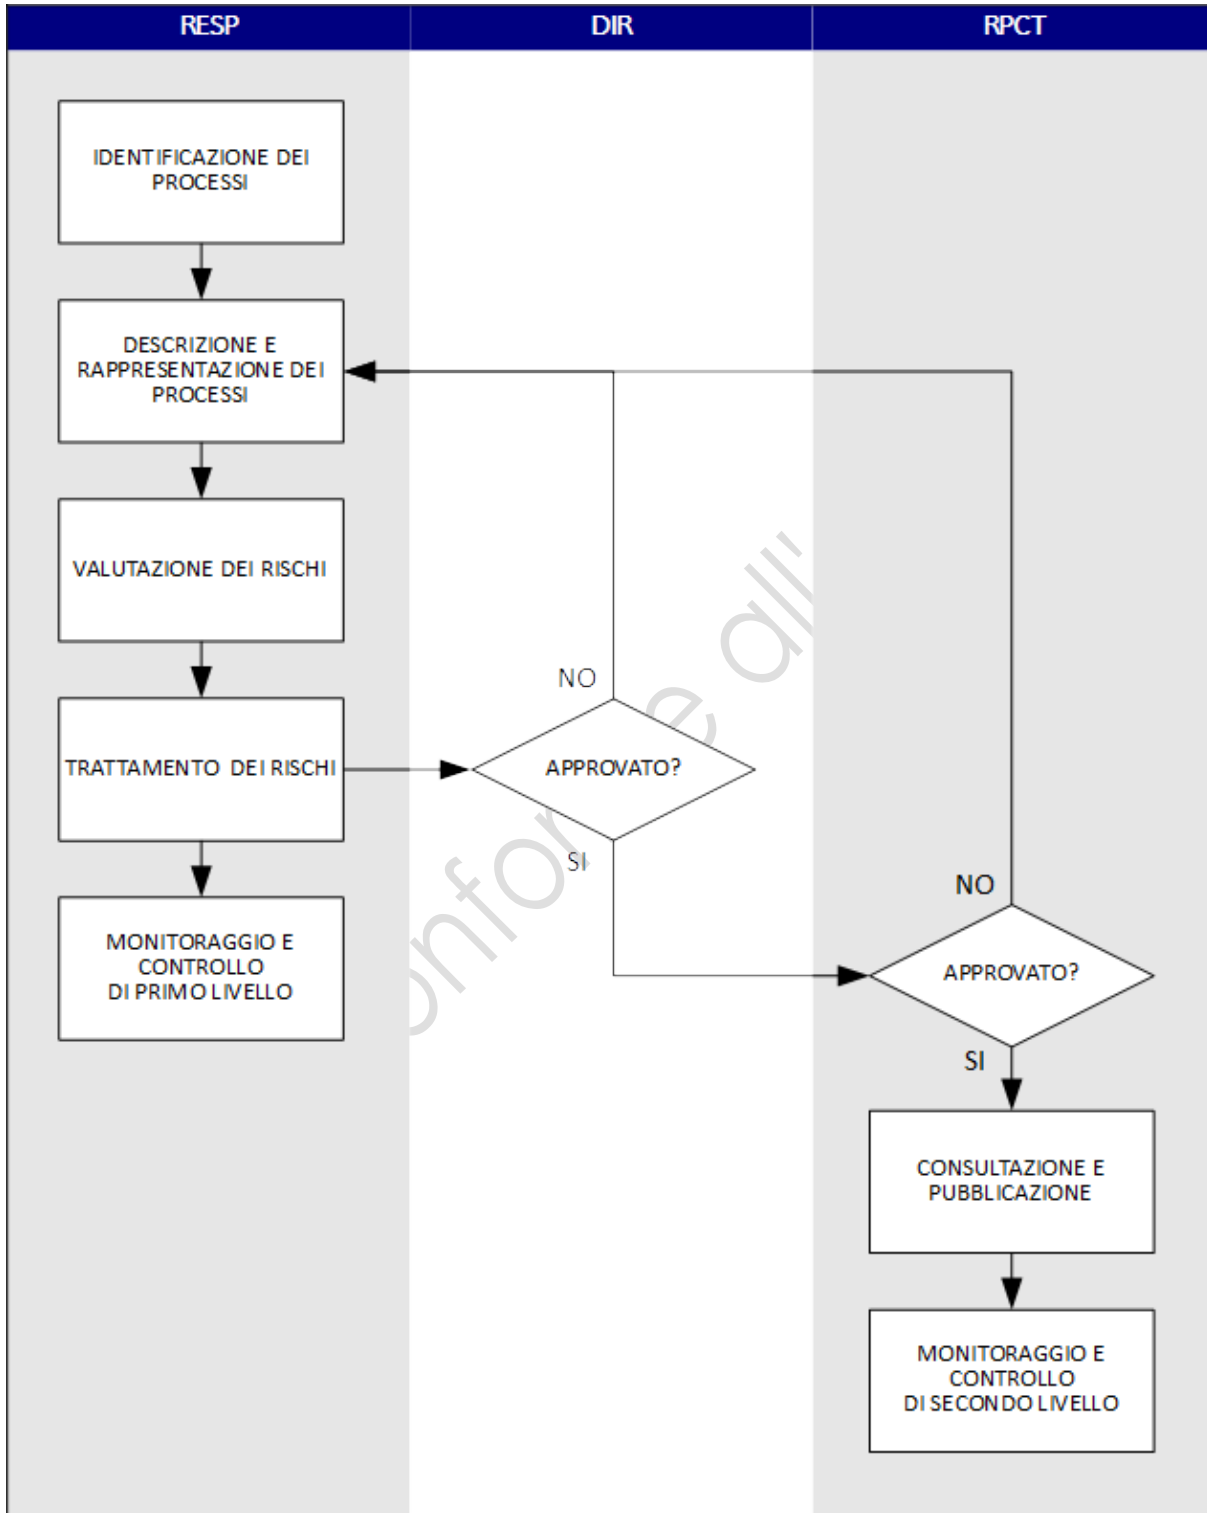 RESP
DIR
RPCT
IDENTIFICAZIONE DEI
PROCESSI
DESCRIZIONE E
RAPPRESENTAZIONE DEI
PROCESSI
VALUTAZIONE DEI RISCHI
NO
TRATTAMENTO DEI RISCHI
APPROVATO?
SI
MONITORAGGIO E
CONTROLLO
DI PRIMO LIVELLO
NO
APPROVATO?
SI
CONSULTAZIONE E
PUBBLICAZIONE
MONITORAGGIO E
CONTROLLO
DI SECONDO LIVELLO
all'